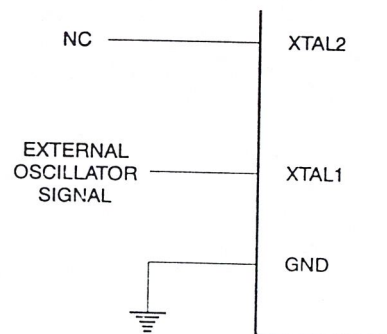 NC
XTAL2
EXTERNAL
OSCILLATOR
SIGNAL
XTAL1
GND